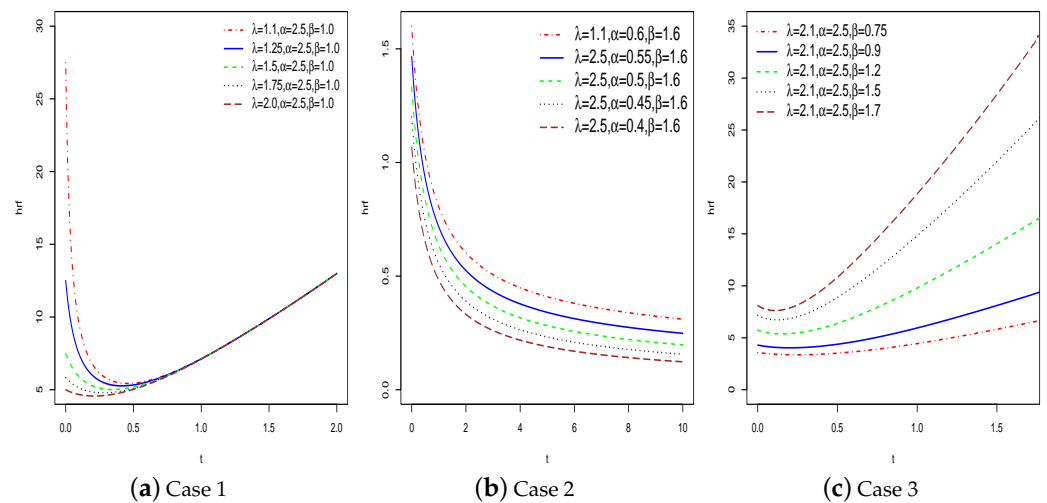 λ=1.1,α=2.5,β=1.0
λ=1.25,α=2.5,β=1.0
λ=1.5,α=2.5,β=1.0
λ=1.75,α=2.5,β=1.0
λ=2.0,α=2.5,β=1.0
30
25
20
15
10
5
hrf
0.0 0.5 1.0 1.5 2.0
t
(a) Case 1
λ=1.1,α=0.6,β=1.6
λ=2.5,α=0.55,β=1.6
λ=2.5,α=0.5,β=1.6
λ=2.5,α=0.45,β=1.6
λ=2.5,α=0.4,β=1.6
1.5
1.0
0.5
0.0
hrf
0 2 4 6 8 10
t
(b) Case 2
λ=2.1,α=2.5,β=0.75
λ=2.1,α=2.5,β=0.9
λ=2.1,α=2.5,β=1.2
λ=2.1,α=2.5,β=1.5
λ=2.1,α=2.5,β=1.7
35
30
25
20
15
10
5
0
hrf
0.0 0.5 1.0 1.5
t
(c) Case 3